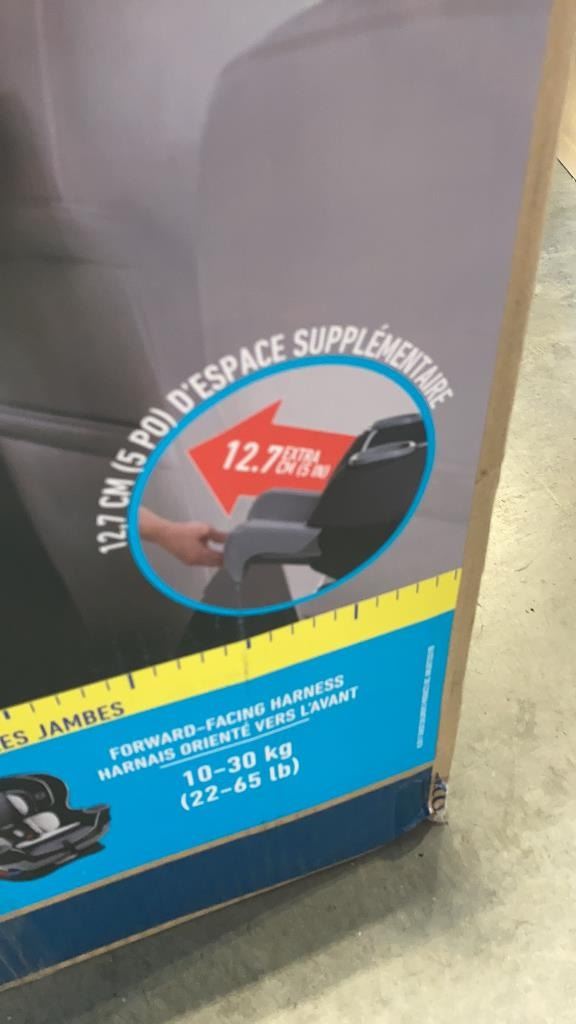 12.7 CM (5 PO) D'ESPACE SUPPLÉMENTAIRE
12.7 EXTRA
CM (5 IN)
ES JAMBES
FORWARD-FACING HARNESS
HARNAIS ORIENTÉ VERS L'AVANT
10-30 kg
(22-65 lb)